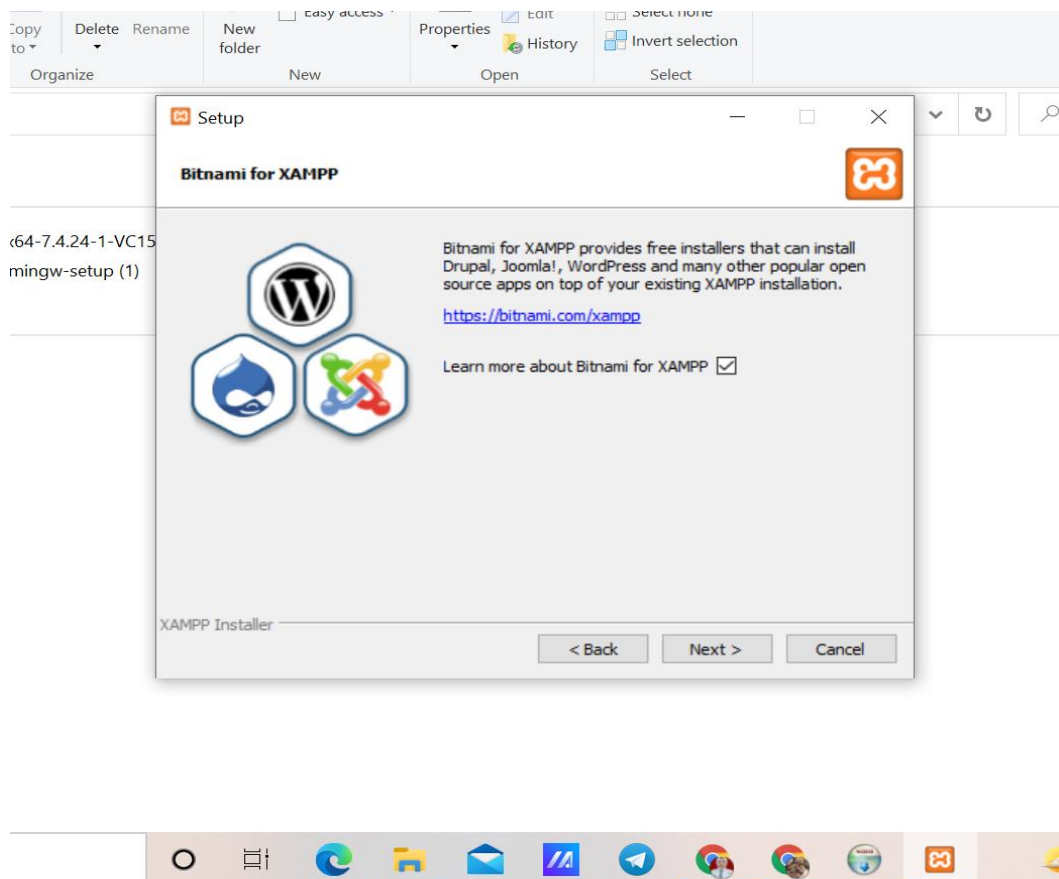 Copy
to
Delete
Rename
New
folder
Easy access
Properties
Edit
History
Select none
Invert selection
Organize
New
Open
Select
Setup
Bitnami for XAMPP
x64-7.4.24-1-VC15
mingw-setup (1)
Bitnami for XAMPP provides free installers that can install
Drupal, Joomla!, WordPress and many other popular open
source apps on top of your existing XAMPP installation.
https://bitnami.com/xampp
Learn more about Bitnami for XAMPP
XAMPP Installer
< Back
Next >
Cancel